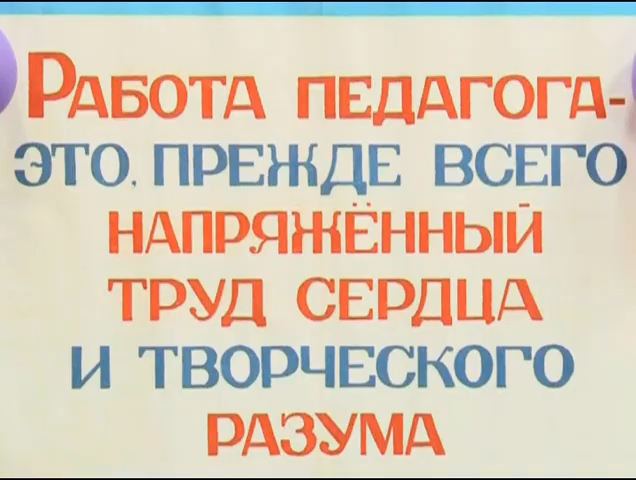 РАБОТА ПЕДАГОГА-
ЭТО, ПРЕЖДЕ ВСЕГО
НАПРЯЖЁННЫЙ
ТРУД СЕРДЦА
И ТВОРЧЕСКОГО
РАЗУМА